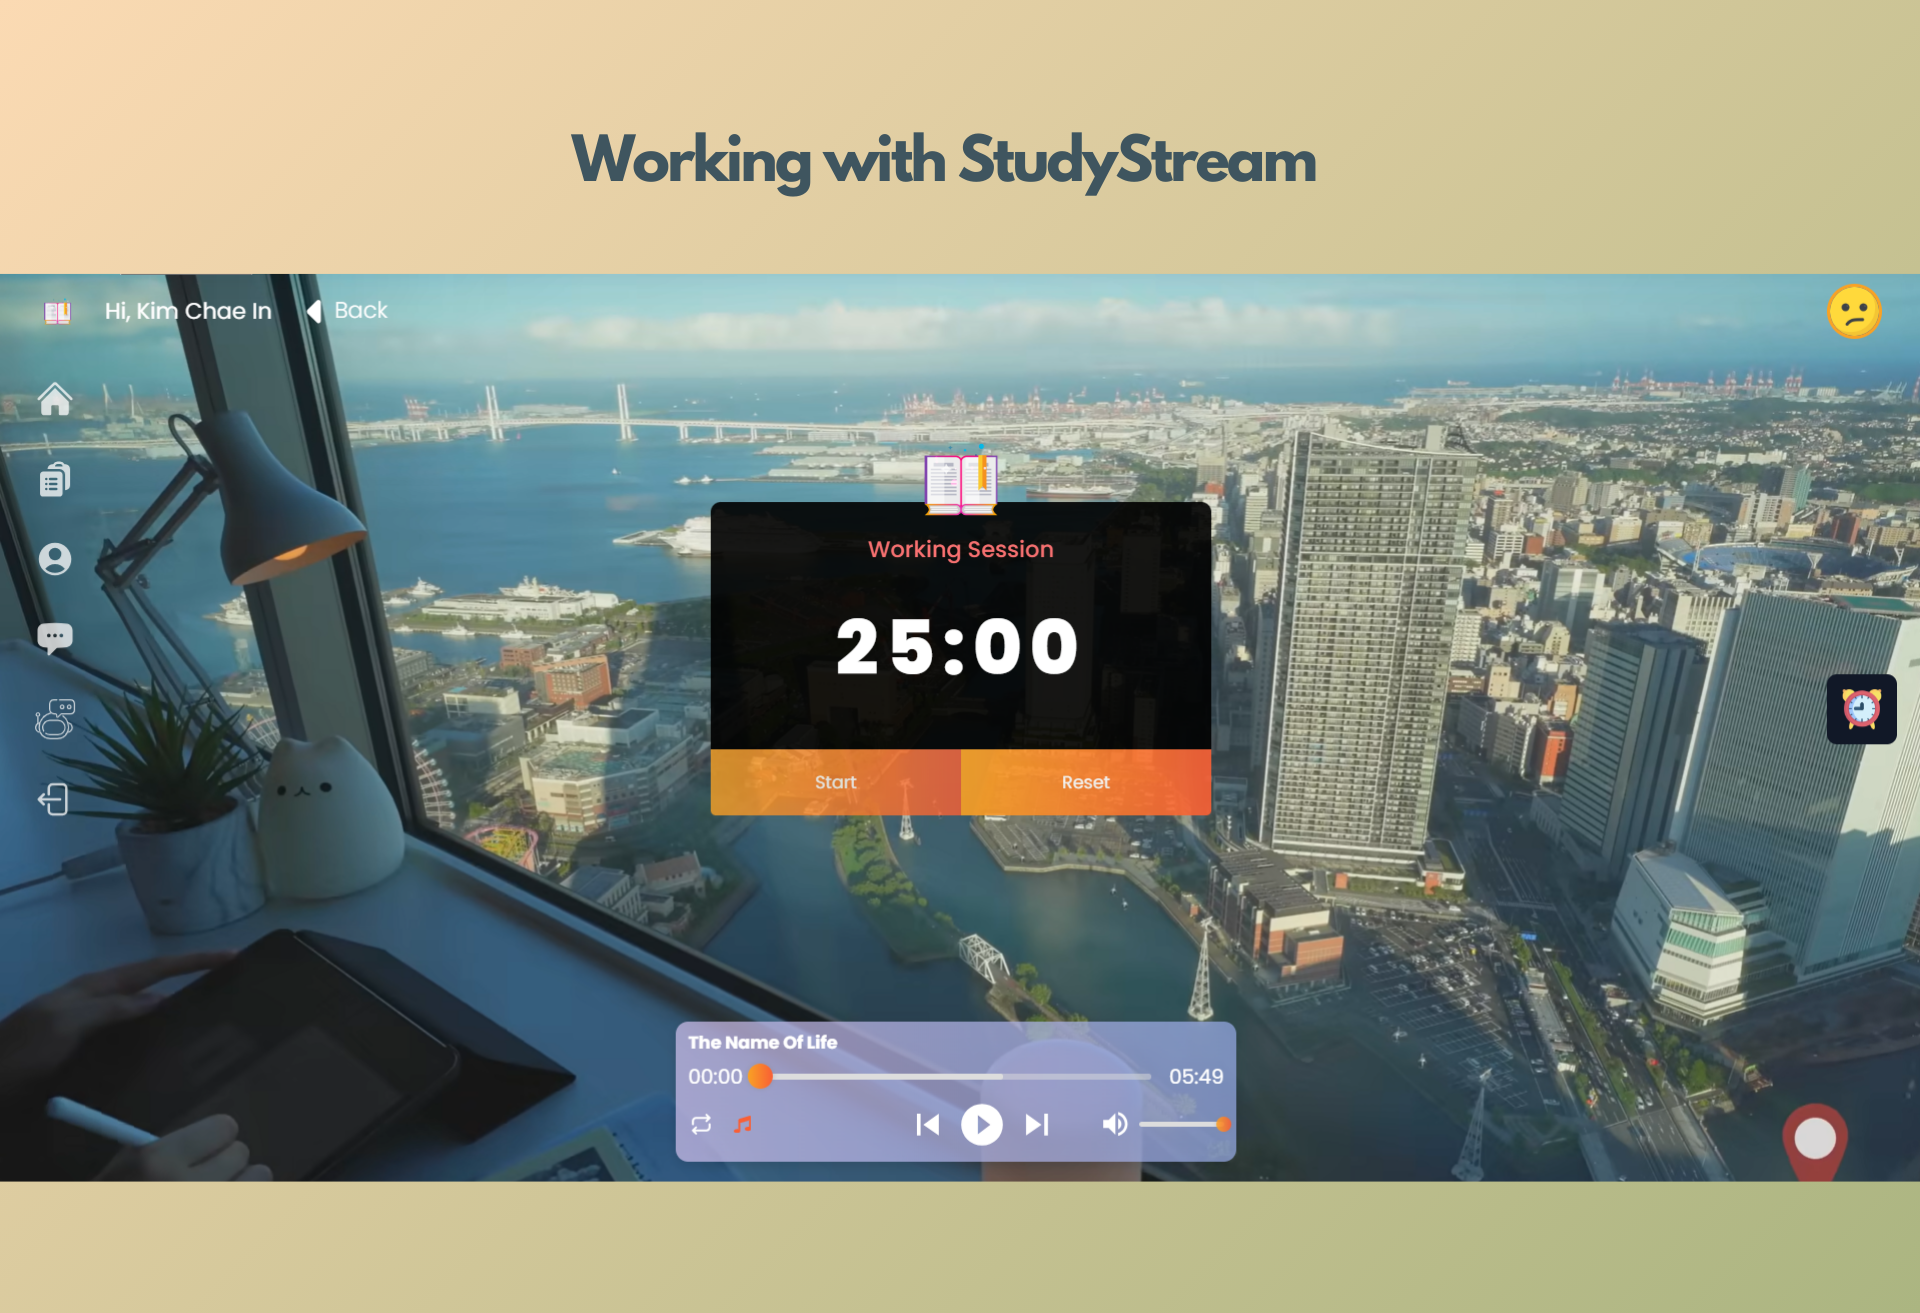 Working with StudyStream
Hi, Kim Chae In
Back
Working Session
25:00
Start
Reset
The Name Of Life
00:00
05:49